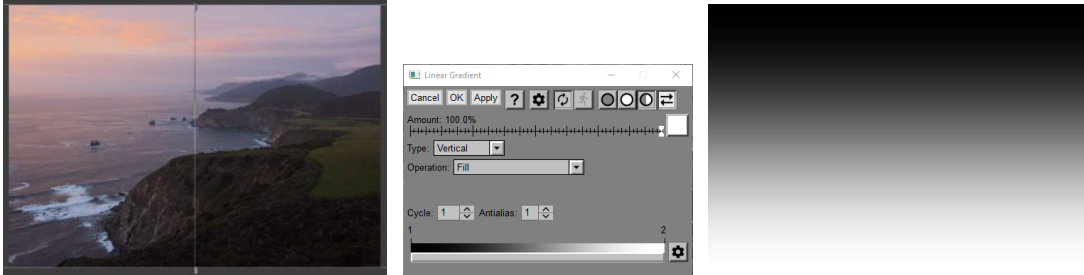 Linear Gradient
Cancel OK Apply ?
Amount: 100.0%
Type: Vertical
Operation: Fill
Cycle: 1 Antialias: 1
1 2